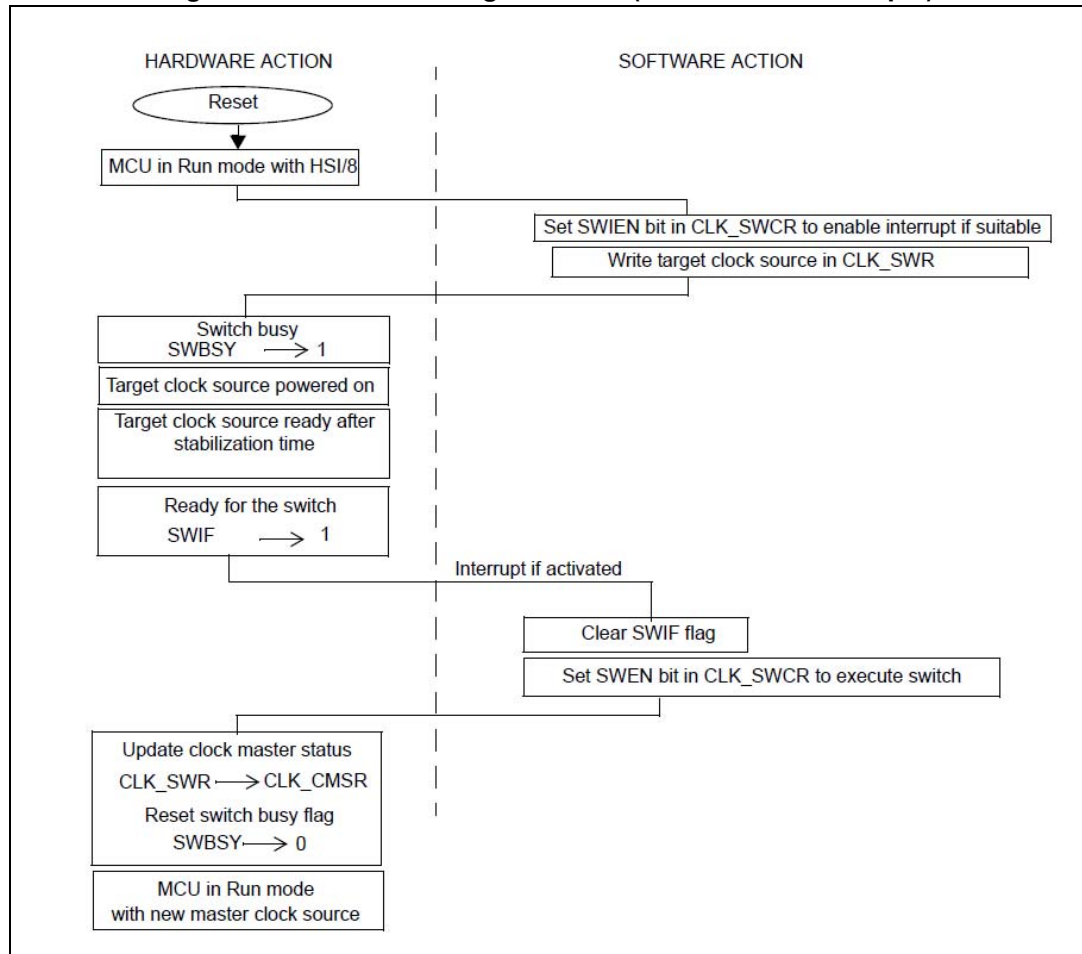 HARDWARE ACTION
SOFTWARE ACTION
Reset
MCU in Run mode with HSI/8
Set SWIEN bit in CLK_SWCR to enable interrupt if suitable
Write target clock source in CLK_SWR
Switch busy
SWBSY → 1
Target clock source powered on
Target clock source ready after
stabilization time
Ready for the switch
SWIF → 1
Interrupt if activated
Clear SWIF flag
Set SWEN bit in CLK_SWCR to execute switch
Update clock master status
CLK_SWR → CLK_CMSR
Reset switch busy flag
SWBSY → 0
MCU in Run mode
with new master clock source